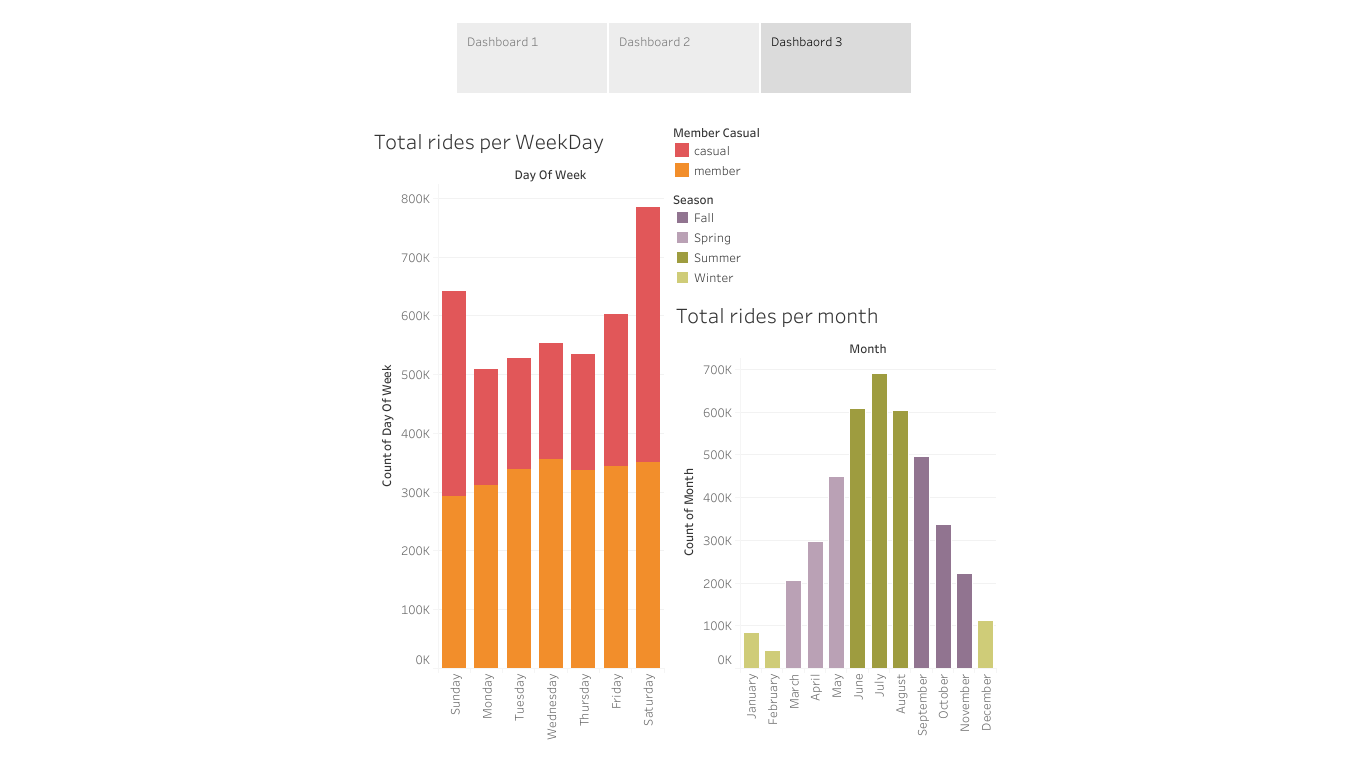 Dashboard 1
Dashboard 2
Dashbaord 3
Total rides per WeekDay
Day Of Week
Count of Day Of Week
800K
700K
600K
500K
400K
300K
200K
100K
0K
Sunday
Monday
Tuesday
Wednesday
Thursday
Friday
Saturday
Member Casual
casual
member
Season
Fall
Spring
Summer
Winter
Total rides per month
Month
Count of Month
700K
600K
500K
400K
300K
200K
100K
0K
January
February
March
April
May
June
July
August
September
October
November
December